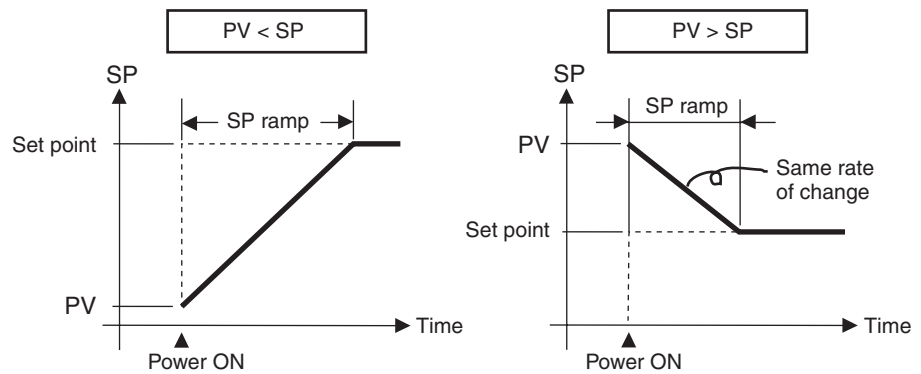 PV < SP
SP
SP ramp
Set point
PV
Time
Power ON
PV > SP
SP
SP ramp
PV
Same rate
of change
Set point
Time
Power ON